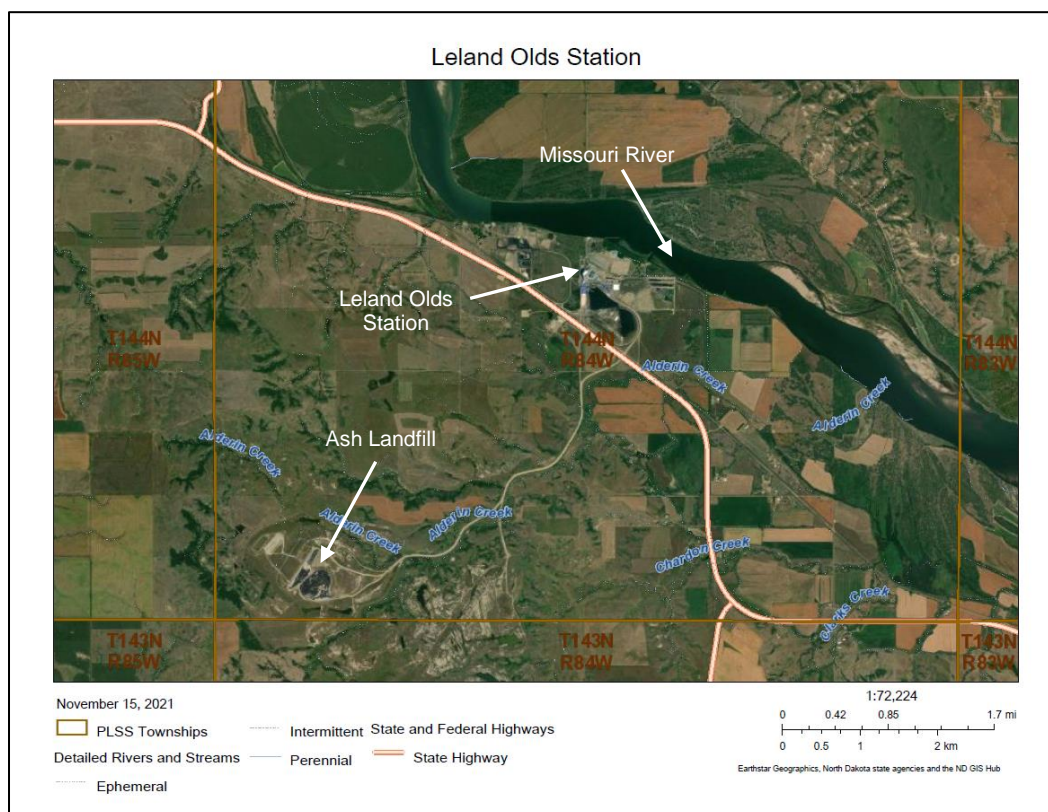 Leland Olds Station
Missouri River
Leland Olds
Station
T144N
R85W
T144N
R84W
T144N
R83W
Alderin Creek
Alderin Creek
Ash Landfill
Alderin Creek
Alderin Creek
Alderin Creek
Chardon Creek
Clarks Creek
T143N
R85W
T143N
R84W
T143N
R83W
November 15, 2021
PLSS Townships
Detailed Rivers and Streams
Ephemeral
Intermittent
Perennial
State and Federal Highways
State Highway
1:72,224
0 0.42 0.85 1.7 mi
0 0.5 1 2 km
Earthstar Geographics, North Dakota state agencies and the ND GIS Hub